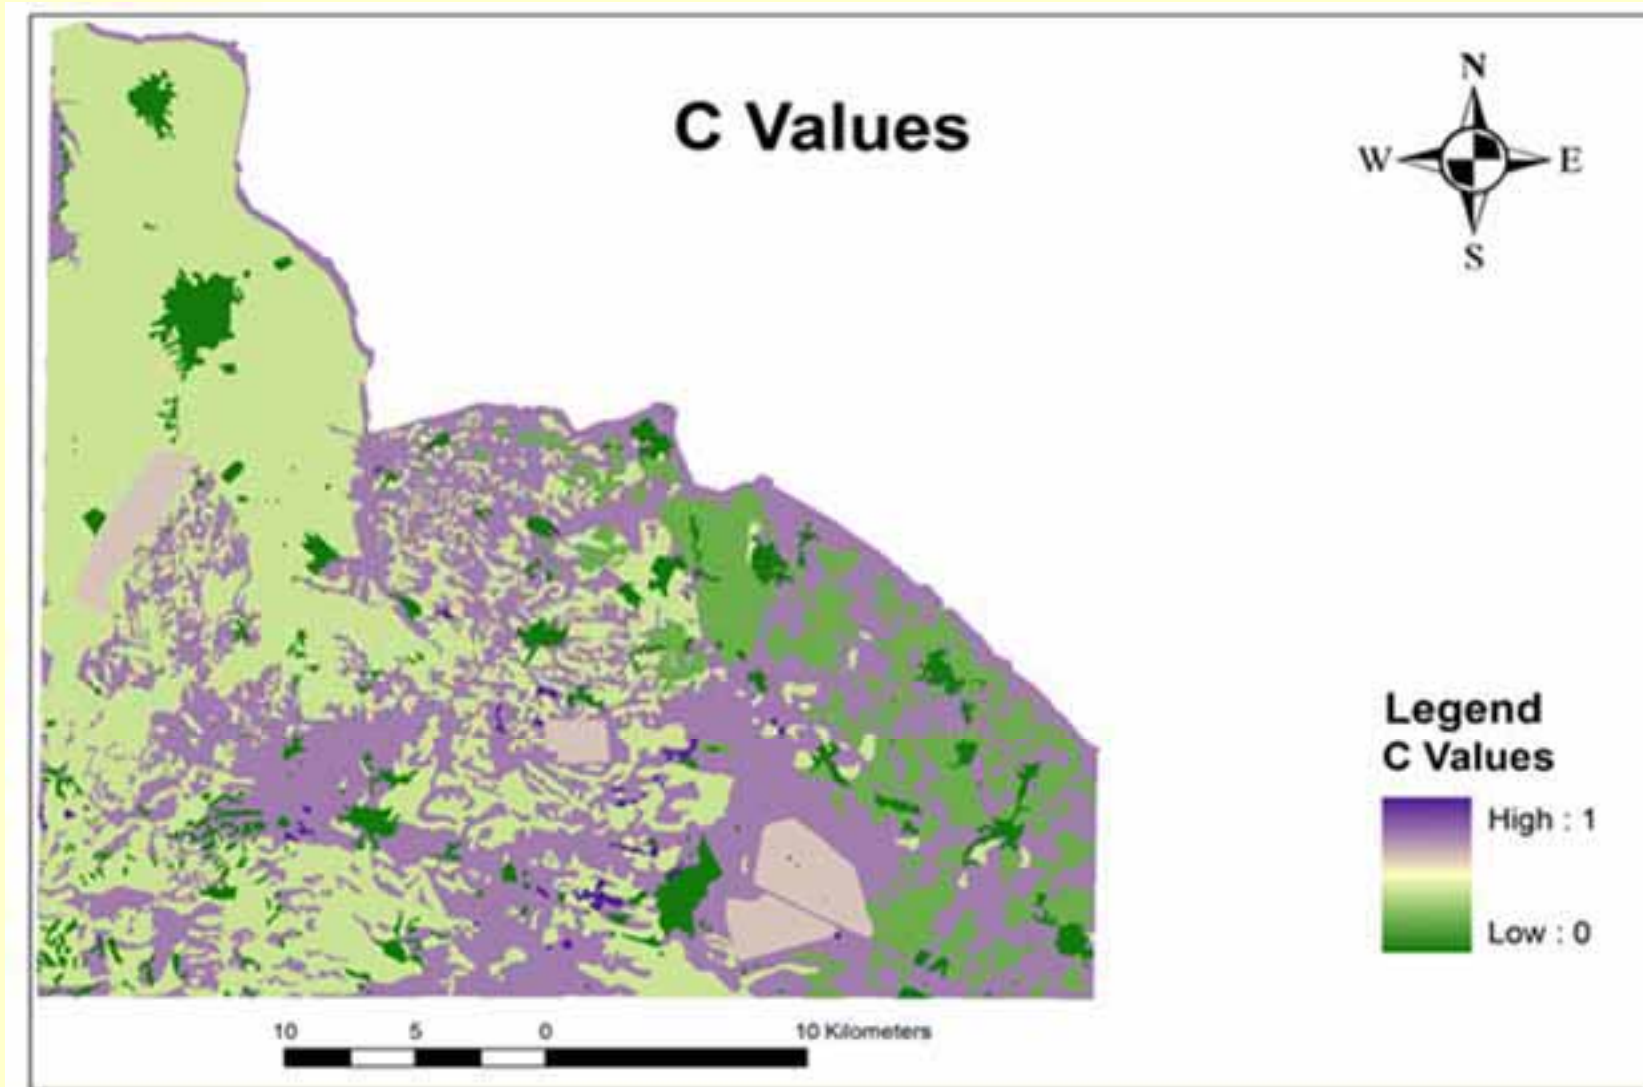 C Values
N
W E
S
Legend
C Values
High : 1
Low : 0
10 5 0 10 Kilometers